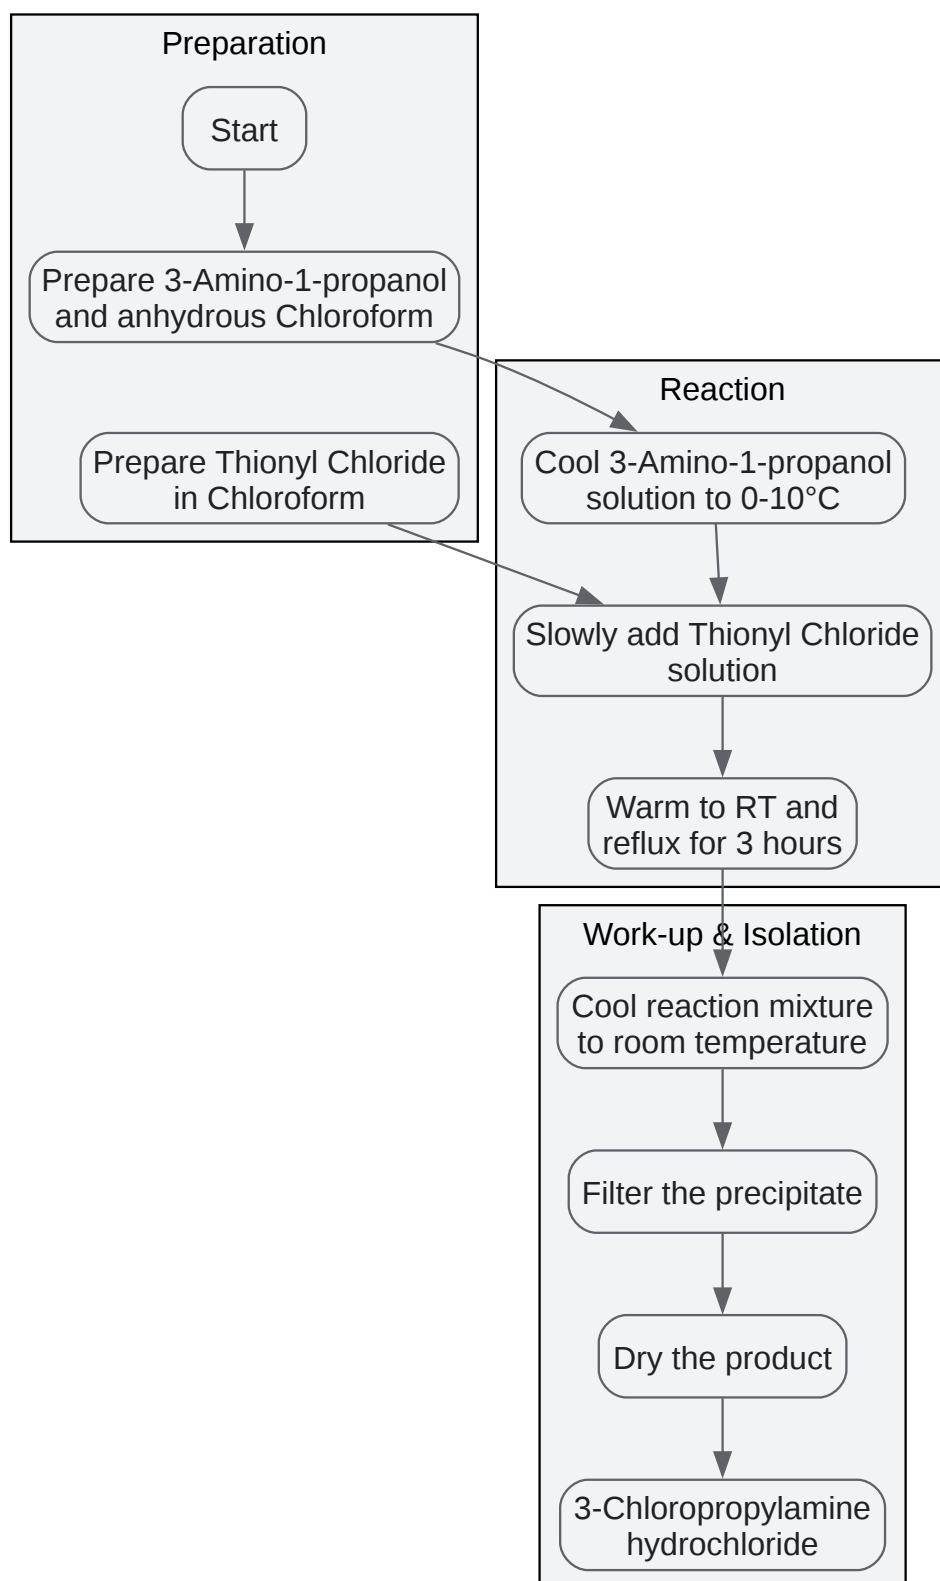 Preparation
Start
Prepare 3-Amino-1-propanol
and anhydrous Chloroform
Prepare Thionyl Chloride
in Chloroform
Reaction
Cool 3-Amino-1-propanol
solution to 0-10°C
Slowly add Thionyl Chloride
solution
Warm to RT and
reflux for 3 hours
Work-up & Isolation
Cool reaction mixture
to room temperature
Filter the precipitate
Dry the product
3-Chloropropylamine
hydrochloride